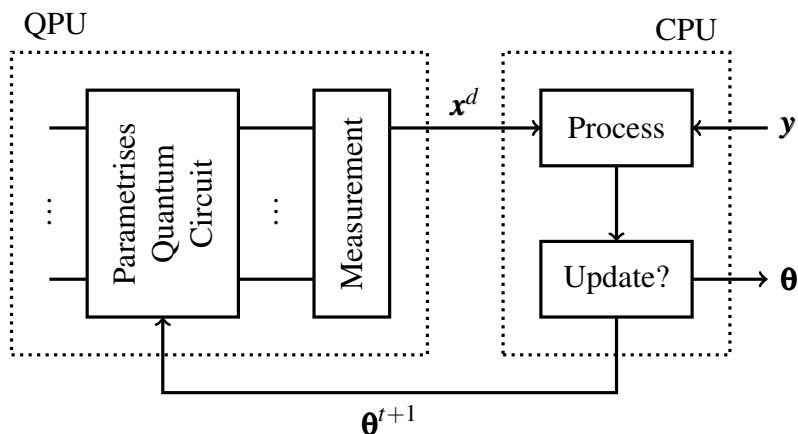 QPU
CPU
Parametrises
Quantum
Circuit
⋮
⋮
Measurement
x^d
Process
y
Update?
θ
θ^{t+1}